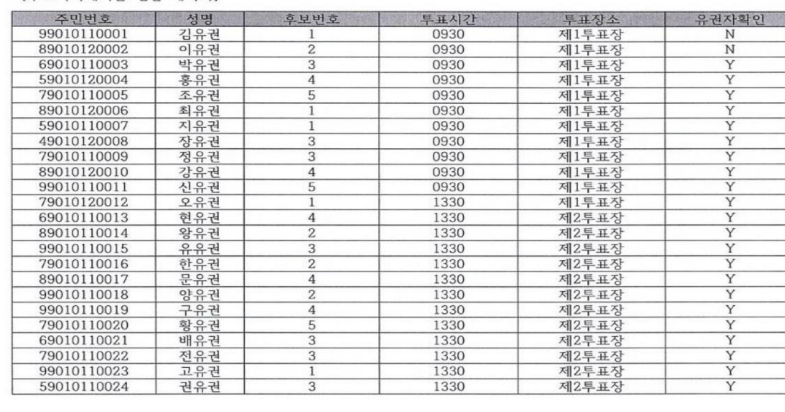 주민번호 성명 후보번호 투표시간 투표장소 유권자확인
99010110001 김유권 1 0930 제1투표장 N
89010120002 이유권 2 0930 제1투표장 N
69010110003 박유권 3 0930 제1투표장 Y
59010120004 홍유권 4 0930 제1투표장 Y
79010110005 조유권 5 0930 제1투표장 Y
89010120006 최유권 1 0930 제1투표장 Y
59010110007 지유권 1 0930 제1투표장 Y
49010120008 장유권 3 0930 제1투표장 Y
79010110009 정유권 3 0930 제1투표장 Y
89010120010 강유권 4 0930 제1투표장 Y
99010110011 신유권 5 0930 제1투표장 Y
79010120012 오유권 1 1330 제1투표장 Y
69010110013 현유권 4 1330 제2투표장 Y
89010110014 왕유권 2 1330 제2투표장 Y
99010110015 유유권 3 1330 제2투표장 Y
79010110016 한유권 2 1330 제2투표장 Y
89010110017 문유권 4 1330 제2투표장 Y
99010110018 양유권 2 1330 제2투표장 Y
99010110019 구유권 4 1330 제2투표장 Y
79010110020 황유권 5 1330 제2투표장 Y
69010110021 배유권 3 1330 제2투표장 Y
79010110022 전유권 3 1330 제2투표장 Y
99010110023 고유권 1 1330 제2투표장 Y
59010110024 권유권 3 1330 제2투표장 Y